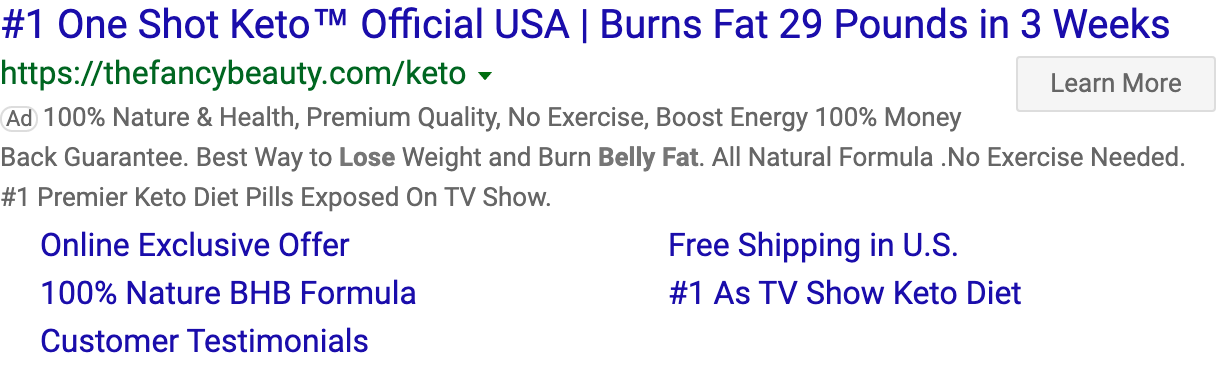 #1 One Shot Keto™ Official USA | Burns Fat 29 Pounds in 3 Weeks
https://thefancybeauty.com/keto
Learn More
Ad 100% Nature & Health, Premium Quality, No Exercise, Boost Energy 100% Money
Back Guarantee. Best Way to Lose Weight and Burn Belly Fat. All Natural Formula .No Exercise Needed.
#1 Premier Keto Diet Pills Exposed On TV Show.
Online Exclusive Offer
Free Shipping in U.S.
100% Nature BHB Formula
#1 As TV Show Keto Diet
Customer Testimonials